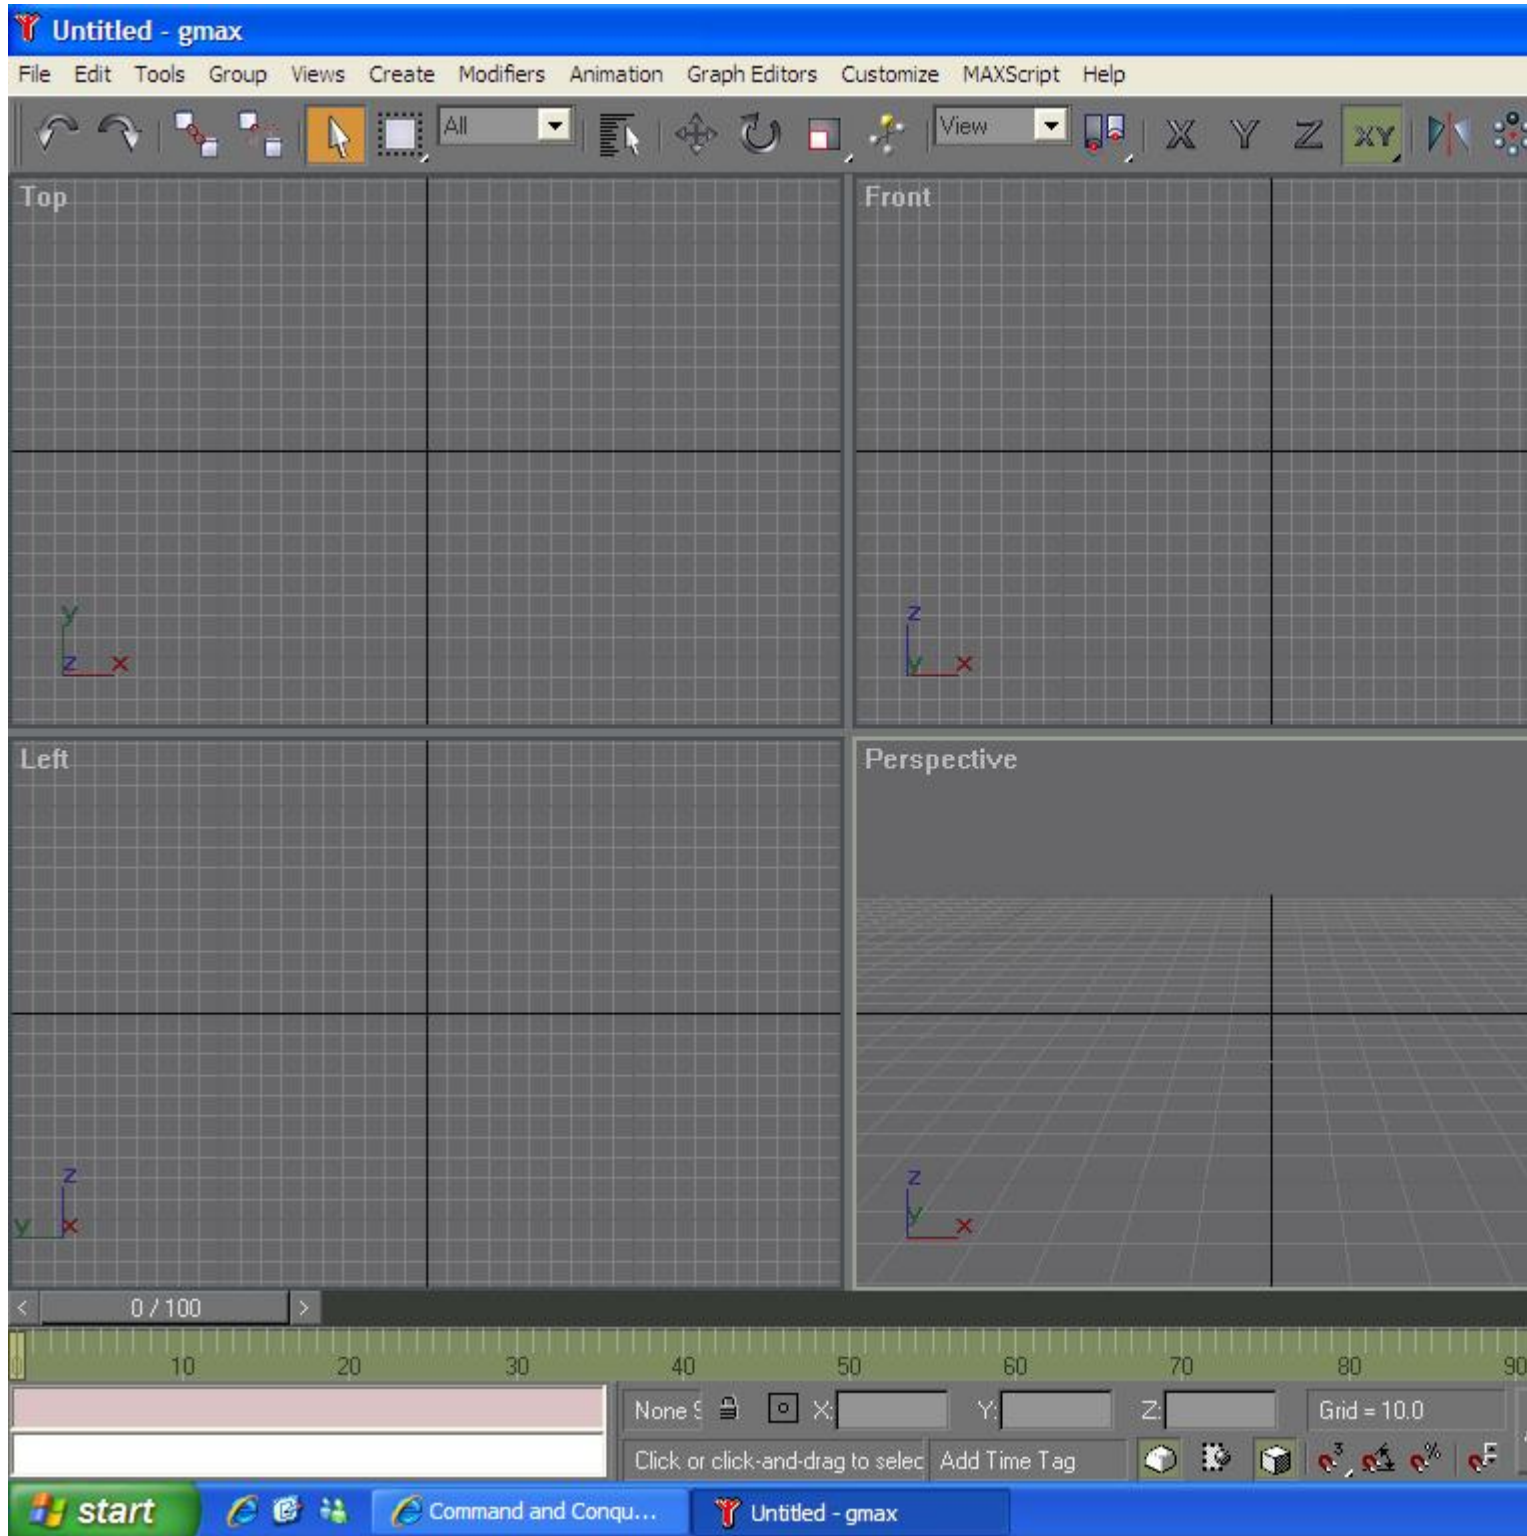 Untitled - gmax
File Edit Tools Group Views Create Modifiers Animation Graph Editors Customize MAXScript Help
All View X Y Z XY
Top Front
y z x
z y x
Left Perspective
z y x
z y x
< 0 / 100 >
10 20 30 40 50 60 70 80 90
None S X: Y: Z: Grid = 10.0
Click or click-and-drag to selec Add Time Tag 3 %
start Command and Conqu... Untitled - gmax